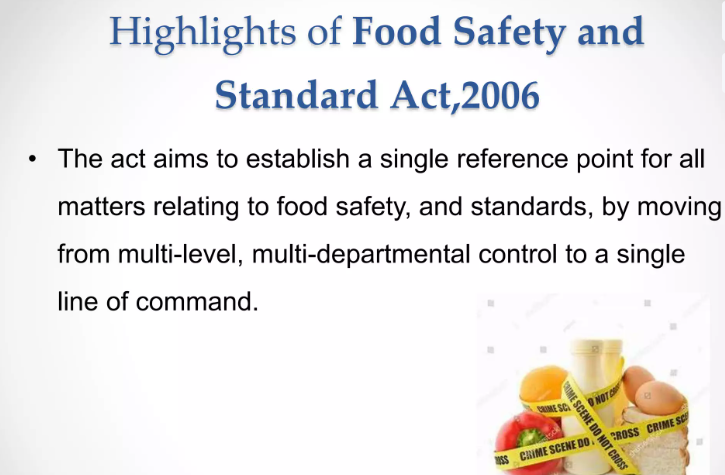 Highlights of Food Safety and
Standard Act,2006
• The act aims to establish a single reference point for all
matters relating to food safety, and standards, by moving
from multi-level, multi-departmental control to a single
line of command.
CRIME SCENE DO NOT CROSS
DO NOT
CRIME SC
CROSS CRIME SCENE DO
CROSS CRIME SC